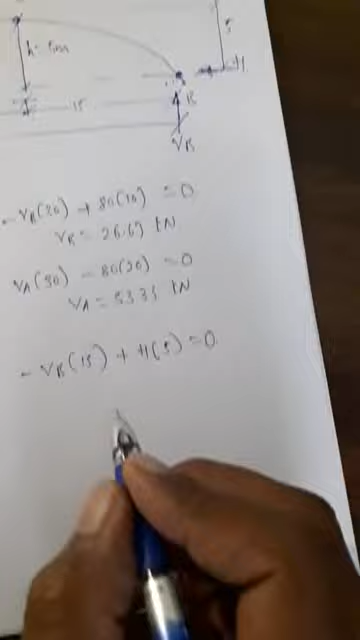 h = 5m
5
H
15
B
VB
- VB(30) + 80(10) = 0
VB = 26.67 kN
VA(30) - 80(20) = 0
VA = 53.33 kN
- VB(15) + H(5) = 0